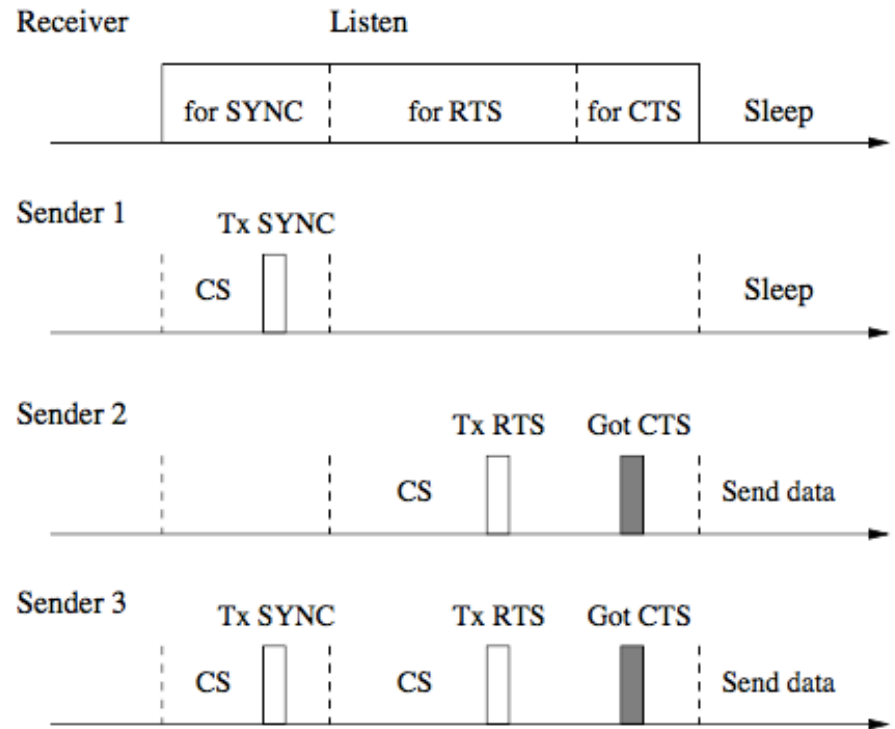 Receiver Listen
for SYNC for RTS for CTS Sleep
Sender 1
Tx SYNC
CS Sleep
Sender 2
Tx RTS Got CTS
CS Send data
Sender 3
Tx SYNC Tx RTS Got CTS
CS CS Send data